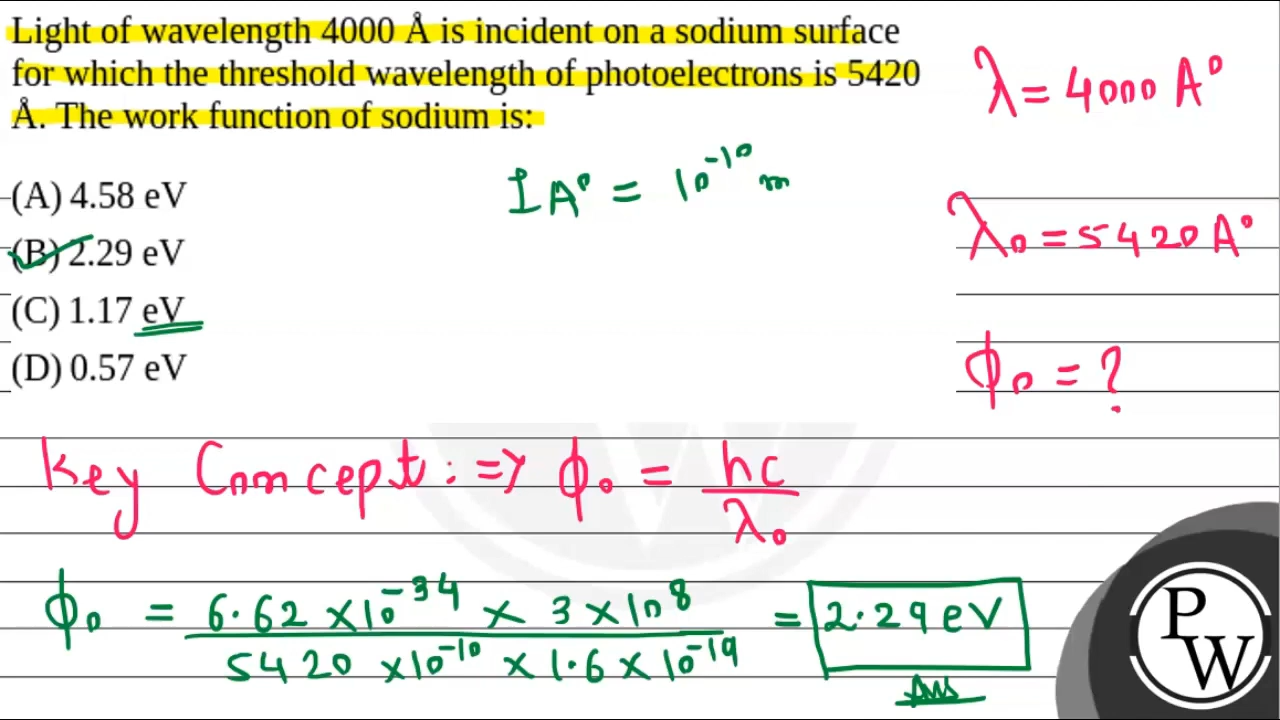 Light of wavelength 4000 Å is incident on a sodium surface
for which the threshold wavelength of photoelectrons is 5420
Å. The work function of sodium is:
(A) 4.58 eV
(B) 2.29 eV
(C) 1.17 eV
(D) 0.57 eV
1 A° = 10⁻¹⁰ m
λ = 4000 A°
λ₀ = 5420 A°
ϕ₀ = ?
Key Concept : ⇒ ϕ₀ = hc / λ₀
ϕ₀ = 6.62 × 10⁻³⁴ × 3 × 10⁸ / 5420 × 10⁻¹⁰ × 1.6 × 10⁻¹⁹ = 2.29 eV
Ans
P
W